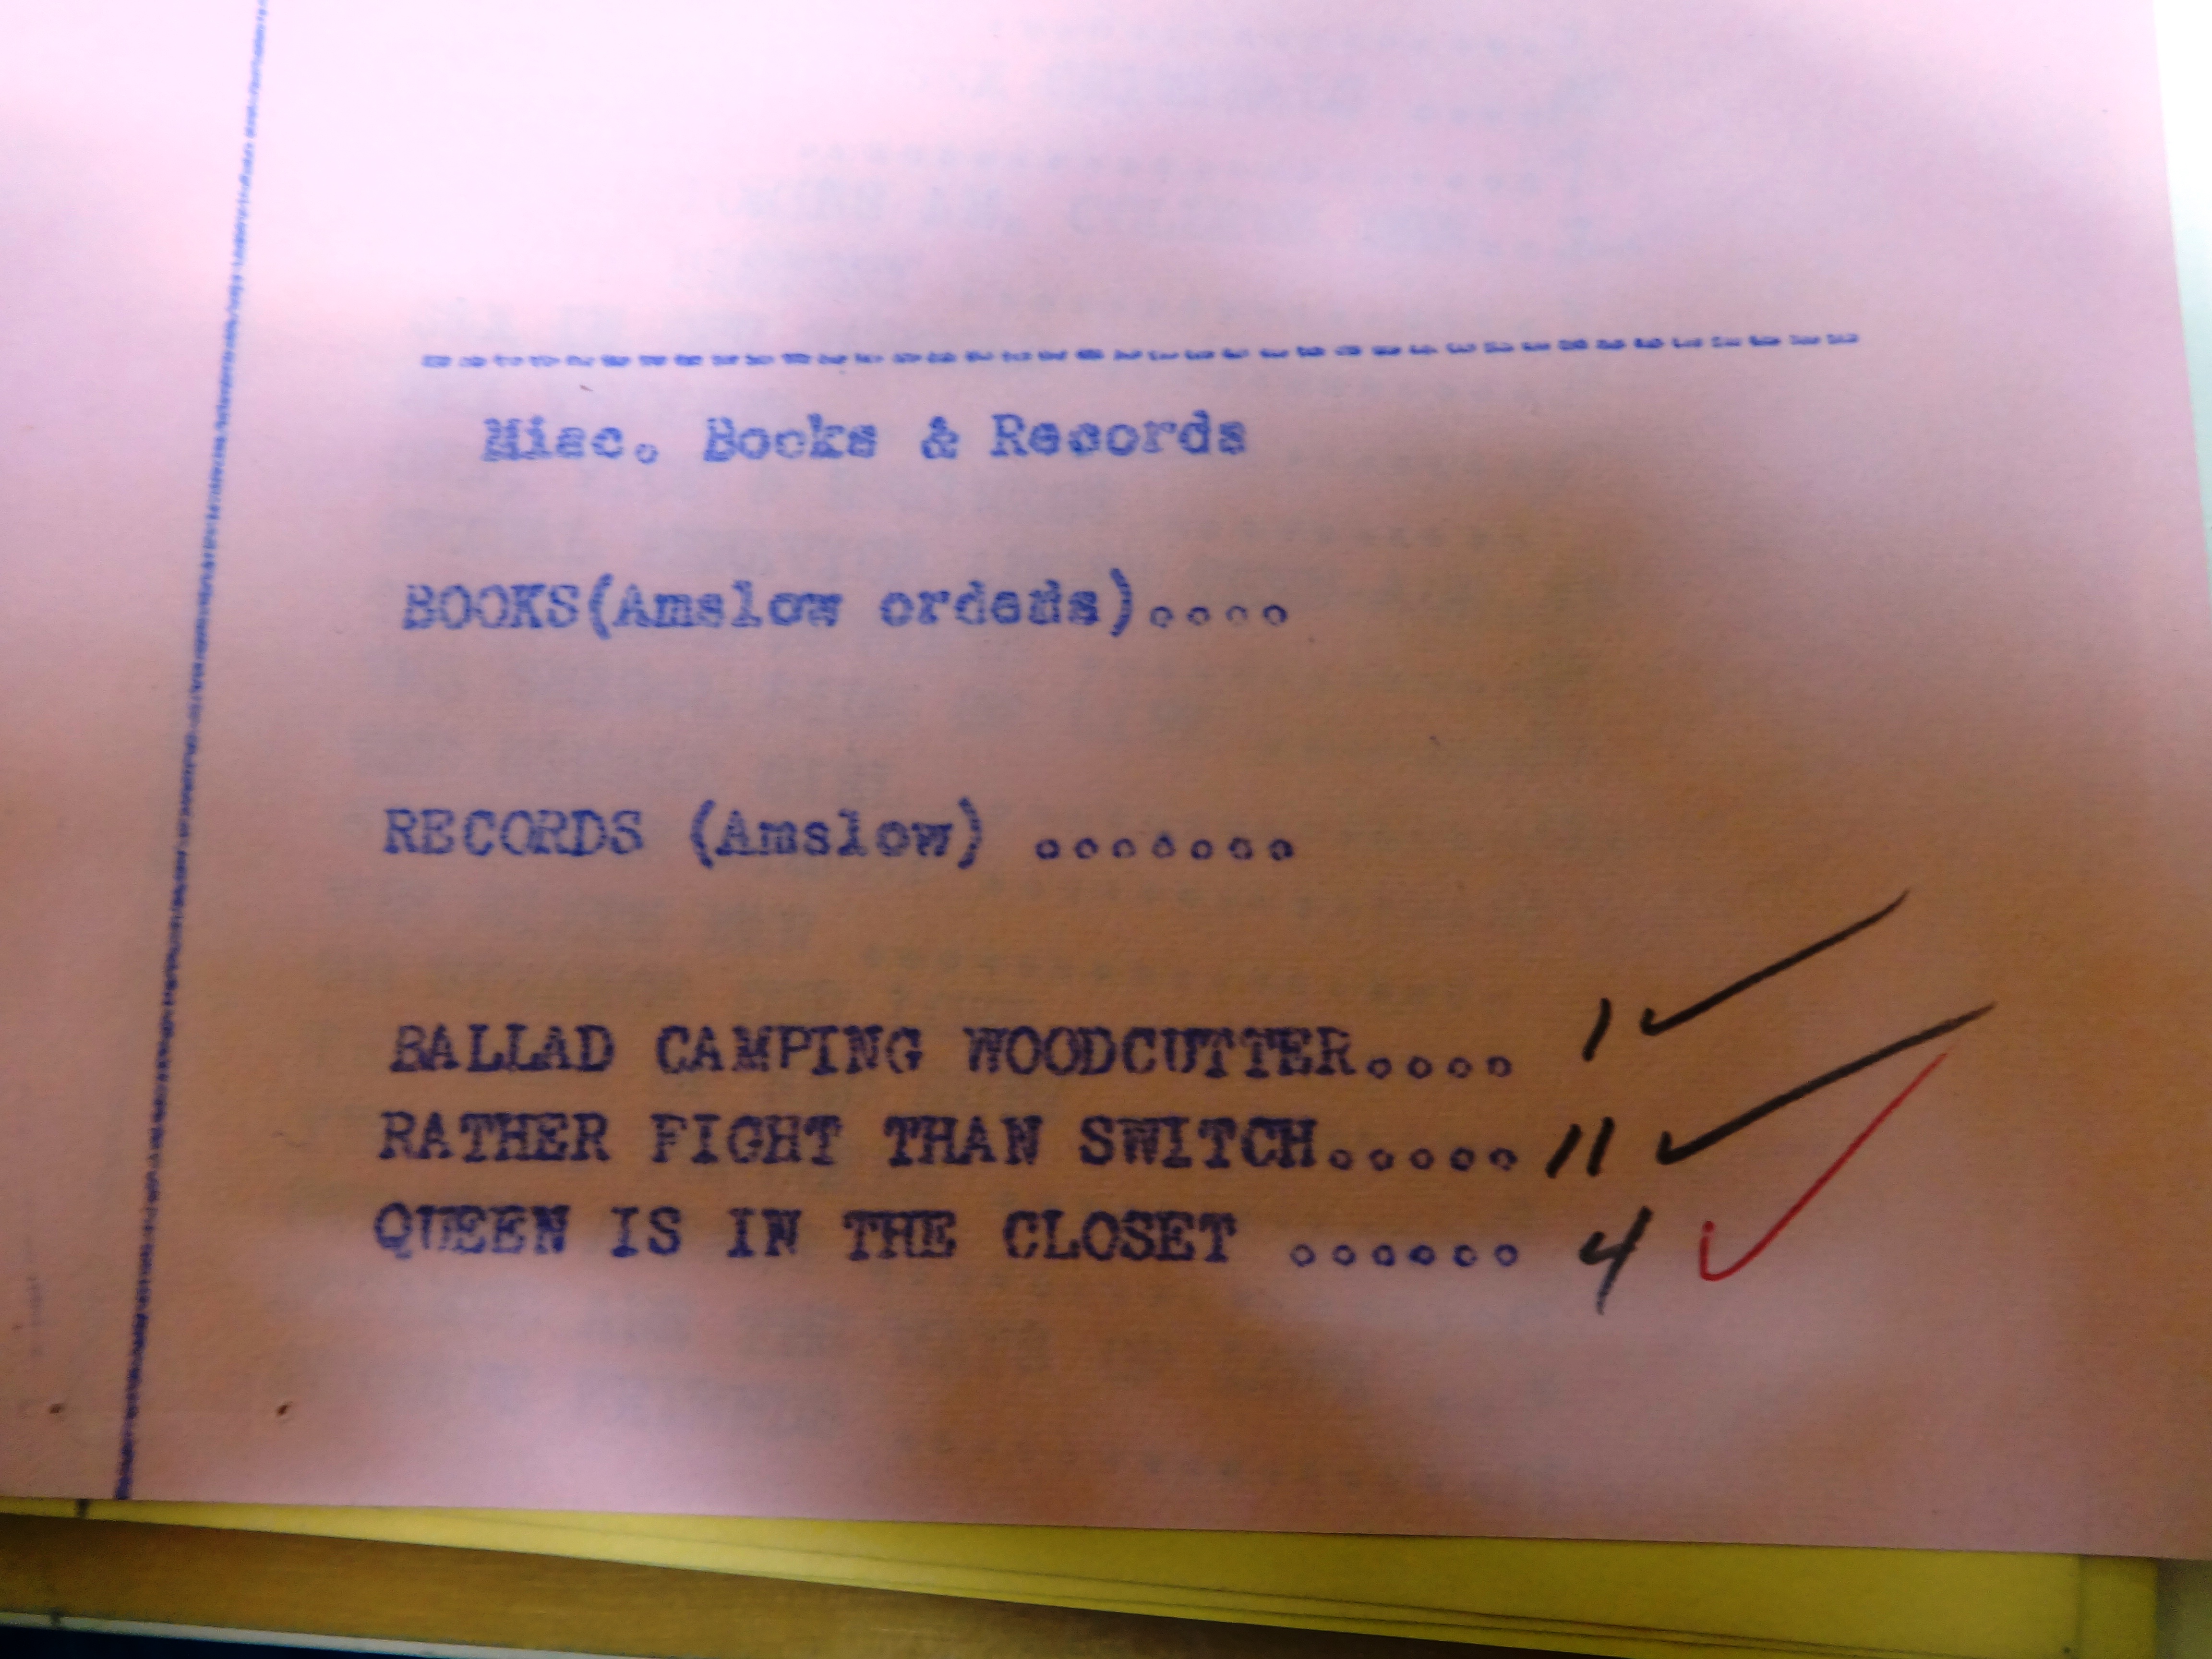 Misc. Books & Records
BOOKS(Amslow ordeds)....
RECORDS (Amslow) .......
BALLAD CAMPING WOODCUTTER.... 1 ✓
RATHER FIGHT THAN SWITCH..... 11 ✓
QUEEN IS IN THE CLOSET ...... 4 ✓